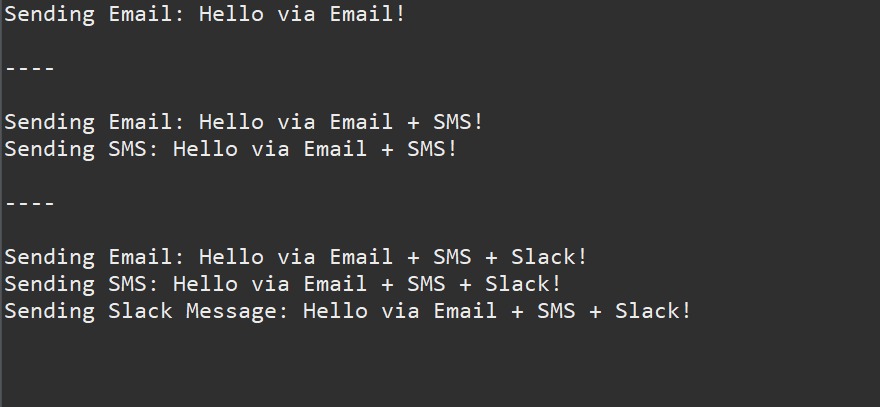 Sending Email: Hello via Email!
----
Sending Email: Hello via Email + SMS!
Sending SMS: Hello via Email + SMS!
----
Sending Email: Hello via Email + SMS + Slack!
Sending SMS: Hello via Email + SMS + Slack!
Sending Slack Message: Hello via Email + SMS + Slack!